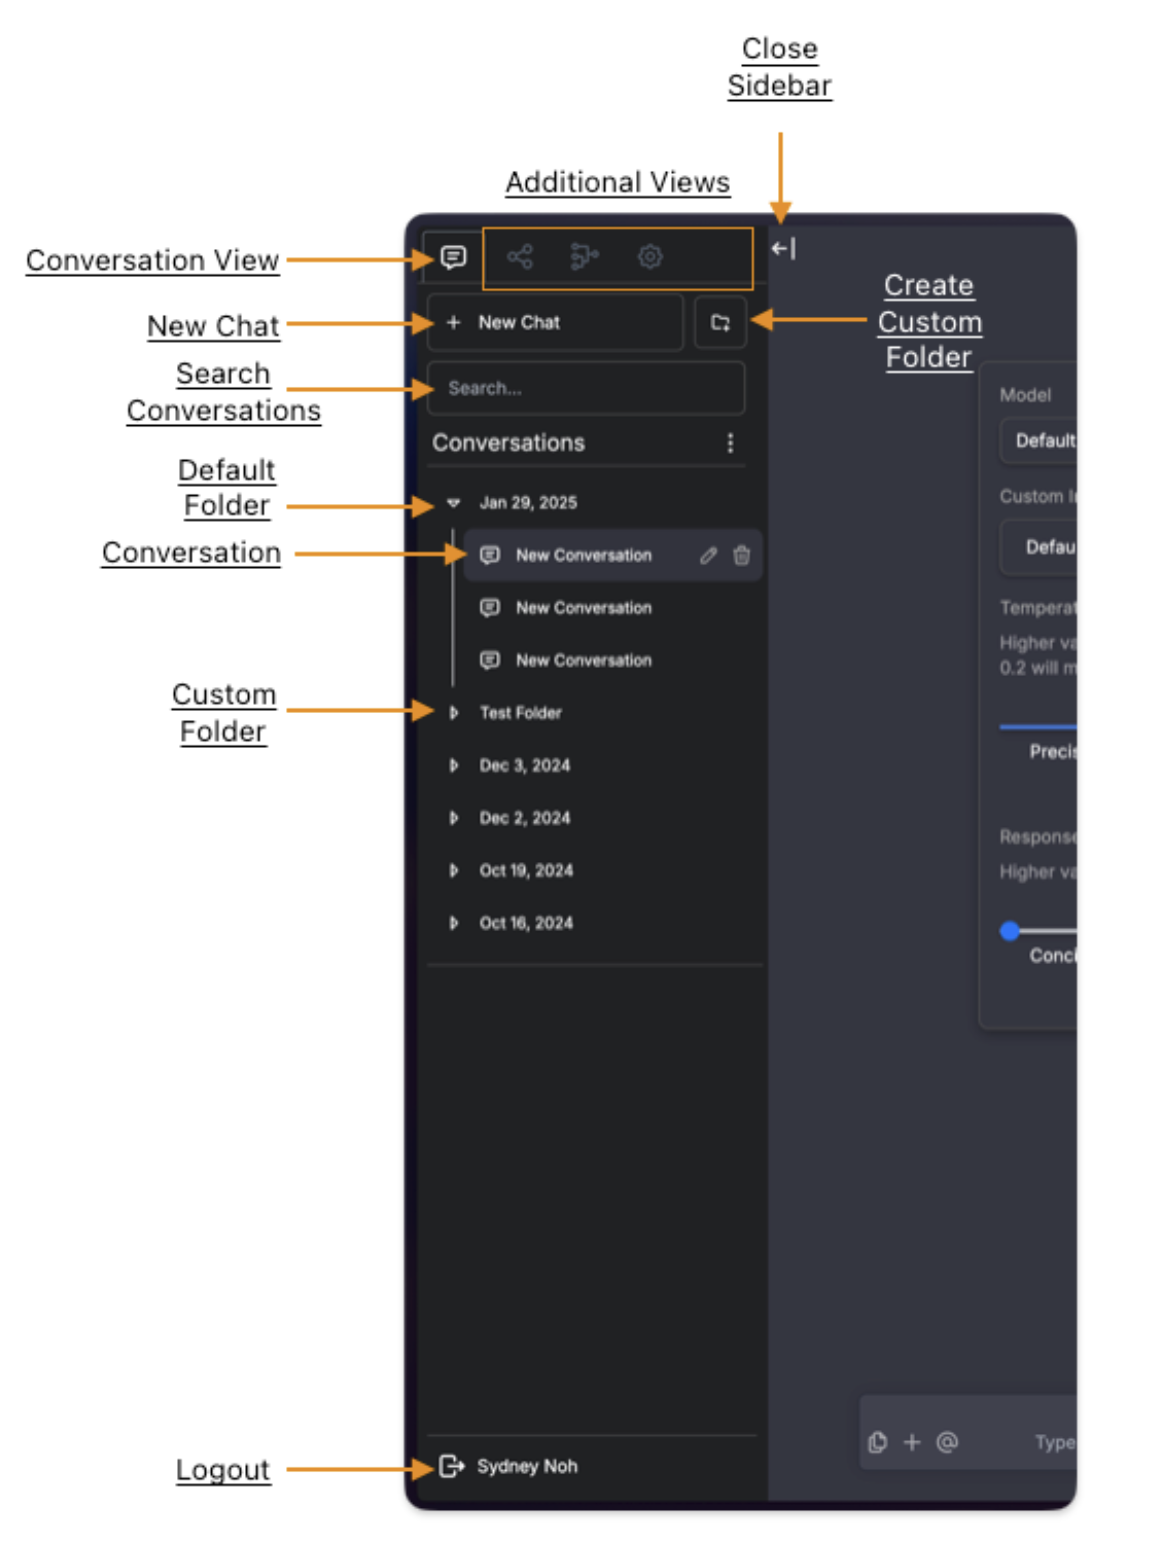 Close
Sidebar
Additional Views
Conversation View
Create
Custom
Folder
New Chat
+ New Chat
Search
Conversations
Search...
Model
Default
Conversations
Default
Folder
Jan 29, 2025
Custom I
Conversation
New Conversation
Defau
New Conversation
Temperat
Higher va
0.2 will m
New Conversation
Custom
Folder
Test Folder
Precis
Dec 3, 2024
Dec 2, 2024
Response
Higher va
Oct 19, 2024
Oct 16, 2024
Conci
Type
Logout
Sydney Noh